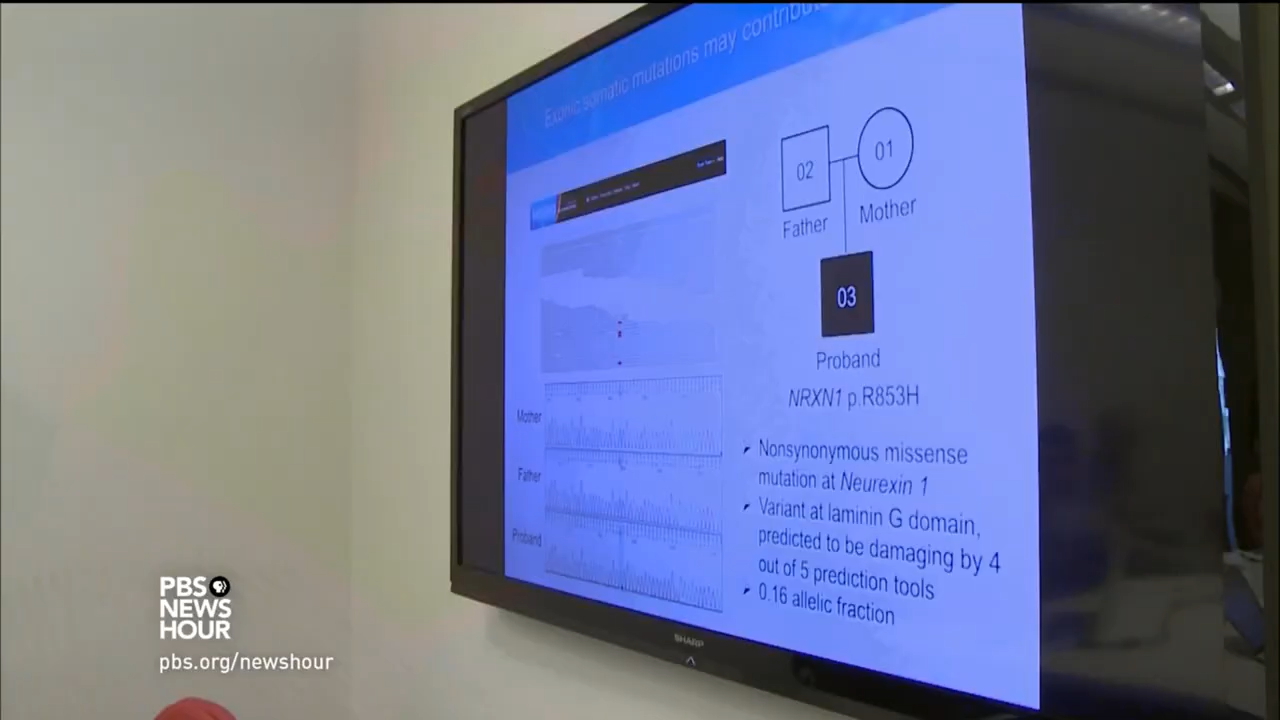 Exonic somatic mutations may contribute
02
01
Father
Mother
03
Proband
NRXN1 p.R853H
Mother
Father
Proband
Nonsynonymous missense
mutation at Neurexin 1
Variant at laminin G domain,
predicted to be damaging by 4
out of 5 prediction tools
0.16 allelic fraction
SHARP
PBS
NEWS
HOUR
pbs.org/newshour